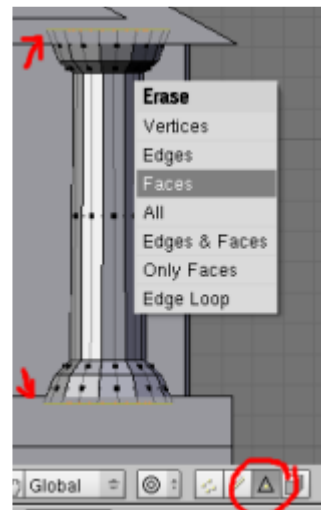 Erase
Vertices
Edges
Faces
All
Edges & Faces
Only Faces
Edge Loop
Global